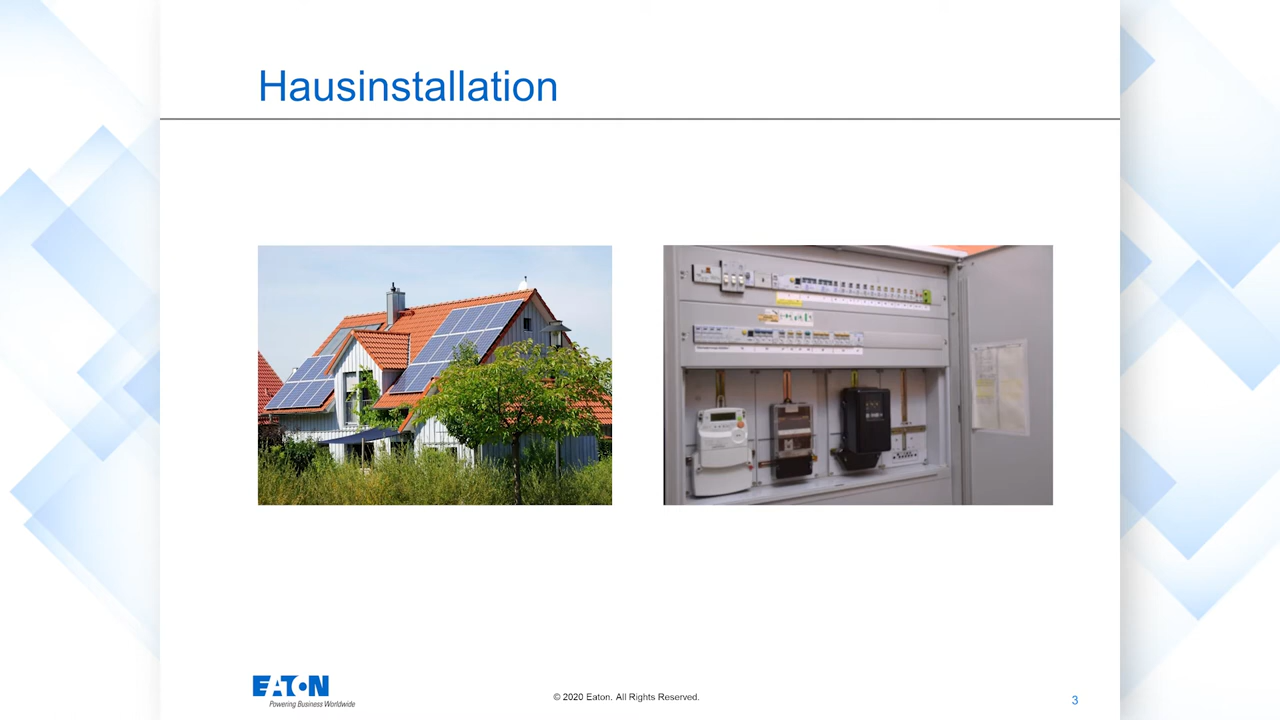 Hausinstallation
EATON
Powering Business Worldwide
© 2020 Eaton. All Rights Reserved.
3